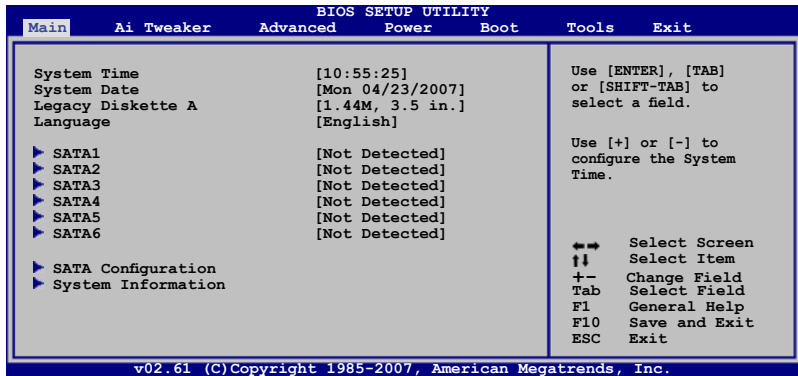 BIOS SETUP UTILITY
Main Ai Tweaker Advanced Power Boot Tools Exit
System Time [10:55:25]
System Date [Mon 04/23/2007]
Legacy Diskette A [1.44M, 3.5 in.]
Language [English]
SATA1 [Not Detected]
SATA2 [Not Detected]
SATA3 [Not Detected]
SATA4 [Not Detected]
SATA5 [Not Detected]
SATA6 [Not Detected]
SATA Configuration
System Information
Use [ENTER], [TAB]
or [SHIFT-TAB] to
select a field.
Use [+] or [-] to
configure the System
Time.
←→ Select Screen
↑↓ Select Item
+- Change Field
Tab Select Field
F1 General Help
F10 Save and Exit
ESC Exit
v02.61 (C)Copyright 1985-2007, American Megatrends, Inc.